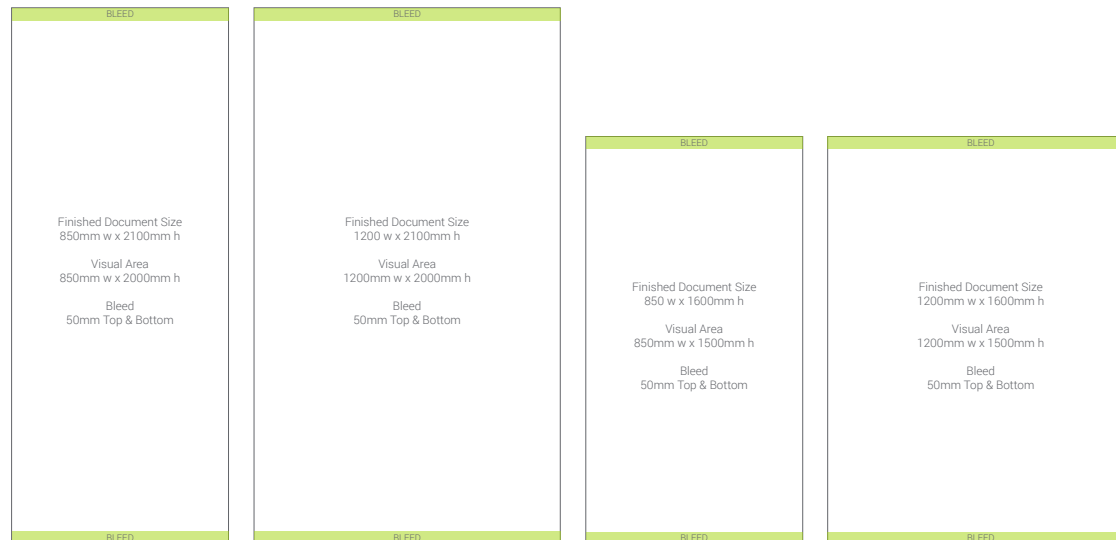 BLEED
Finished Document Size
850mm w x 2100mm h
Visual Area
850mm w x 2000mm h
Bleed
50mm Top & Bottom
BLEED
BLEED
Finished Document Size
1200 w x 2100mm h
Visual Area
1200mm w x 2000mm h
Bleed
50mm Top & Bottom
BLEED
BLEED
Finished Document Size
850 w x 1600mm h
Visual Area
850mm w x 1500mm h
Bleed
50mm Top & Bottom
BLEED
BLEED
Finished Document Size
1200mm w x 1600mm h
Visual Area
1200mm w x 1500mm h
Bleed
50mm Top & Bottom
BLEED